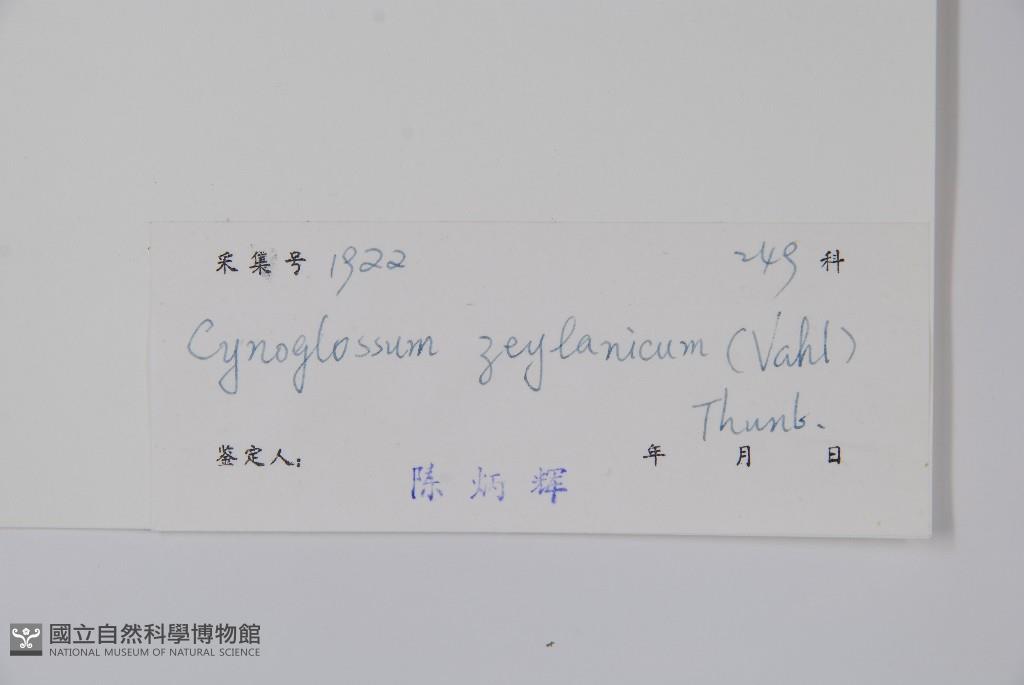 采集号 1922 249 科
Cynoglossum zeylanicum (Vahl)
Thunb.
鉴定人: 年 月 日
陈炳辉
國立自然科學博物館
NATIONAL MUSEUM OF NATURAL SCIENCE